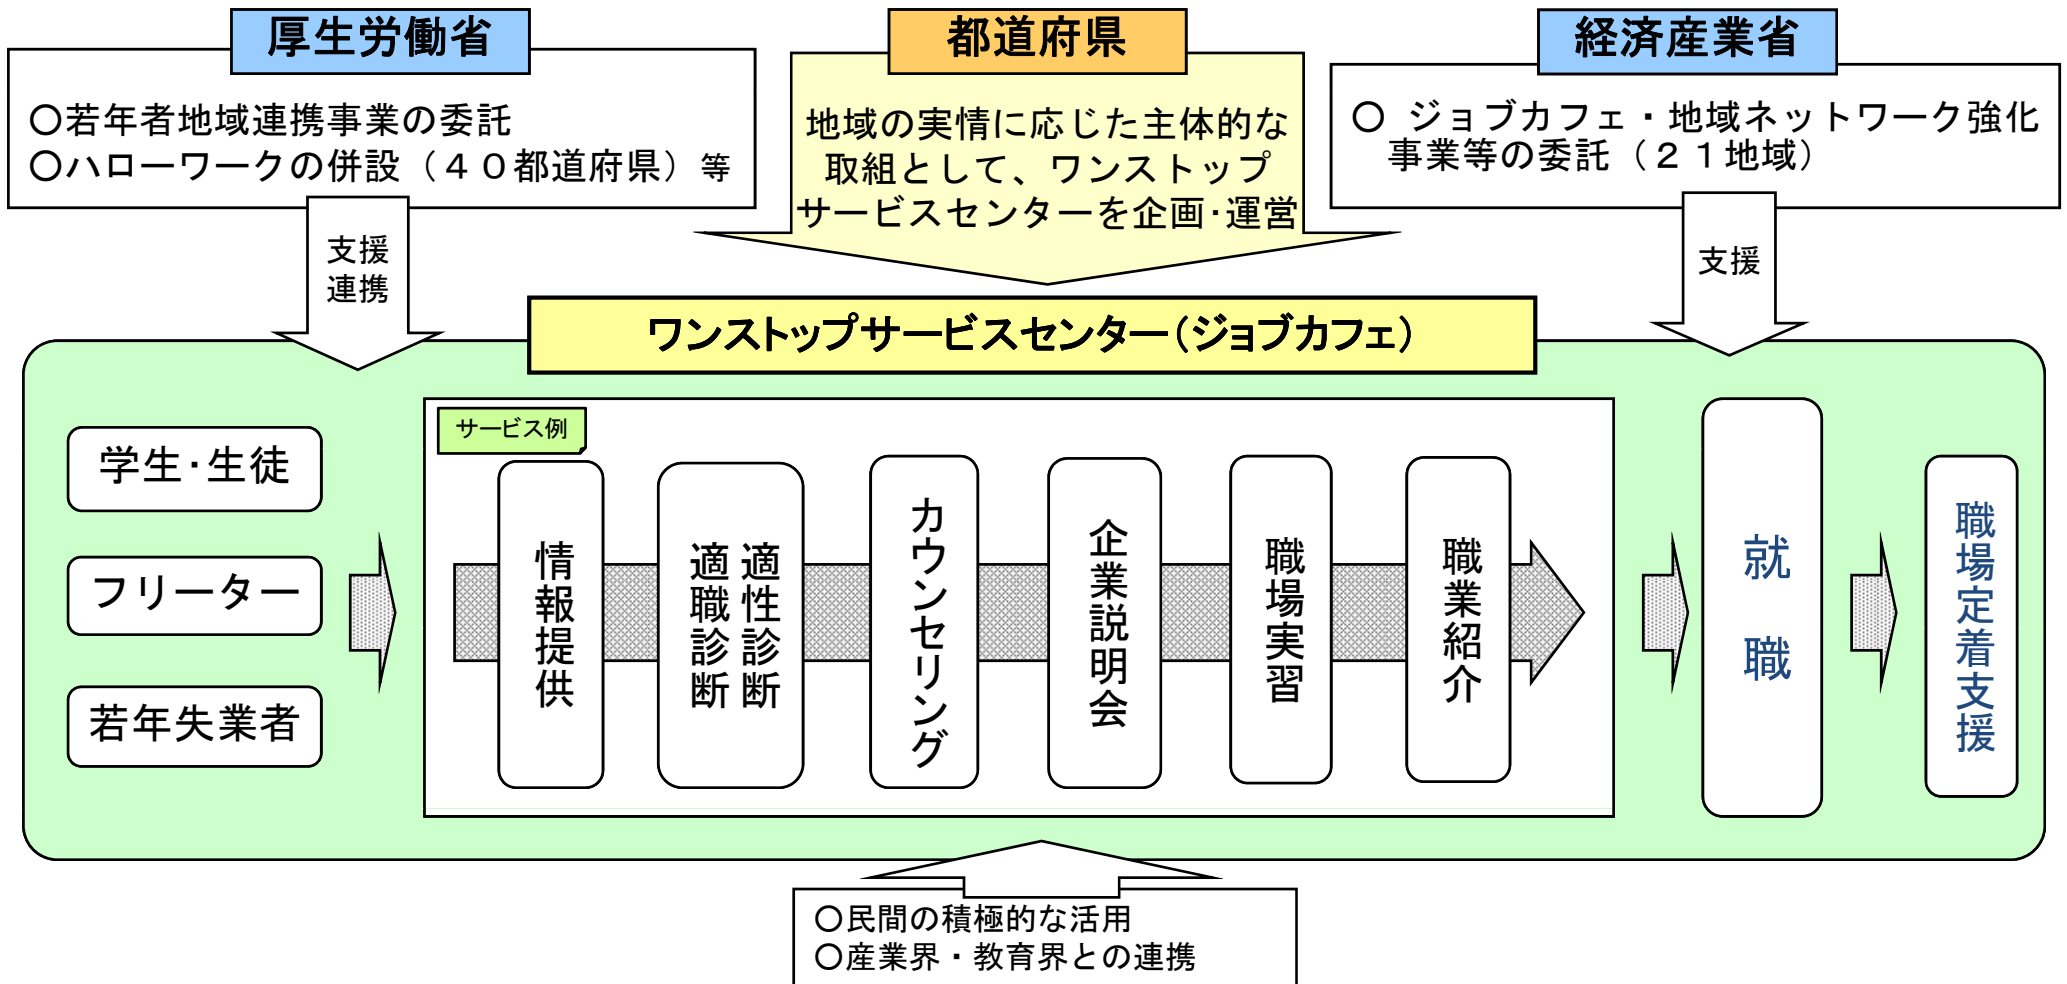 厚生労働省
〇若年者地域連携事業の委託
〇ハローワークの併設（４０都道府県）等
支援
連携
都道府県
地域の実情に応じた主体的な
取組として、ワンストップ
サービスセンターを企画･運営
経済産業省
〇 ジョブカフェ・地域ネットワーク強化
事業等の委託（２１地域）
支援
ワンストップサービスセンター（ジョブカフェ）
学生･生徒
フリーター
若年失業者
サービス例
情報提供
適性診断
適職診断
カウンセリング
企業説明会
職場実習
職業紹介
就職
職場定着支援
〇民間の積極的な活用
〇産業界・教育界との連携